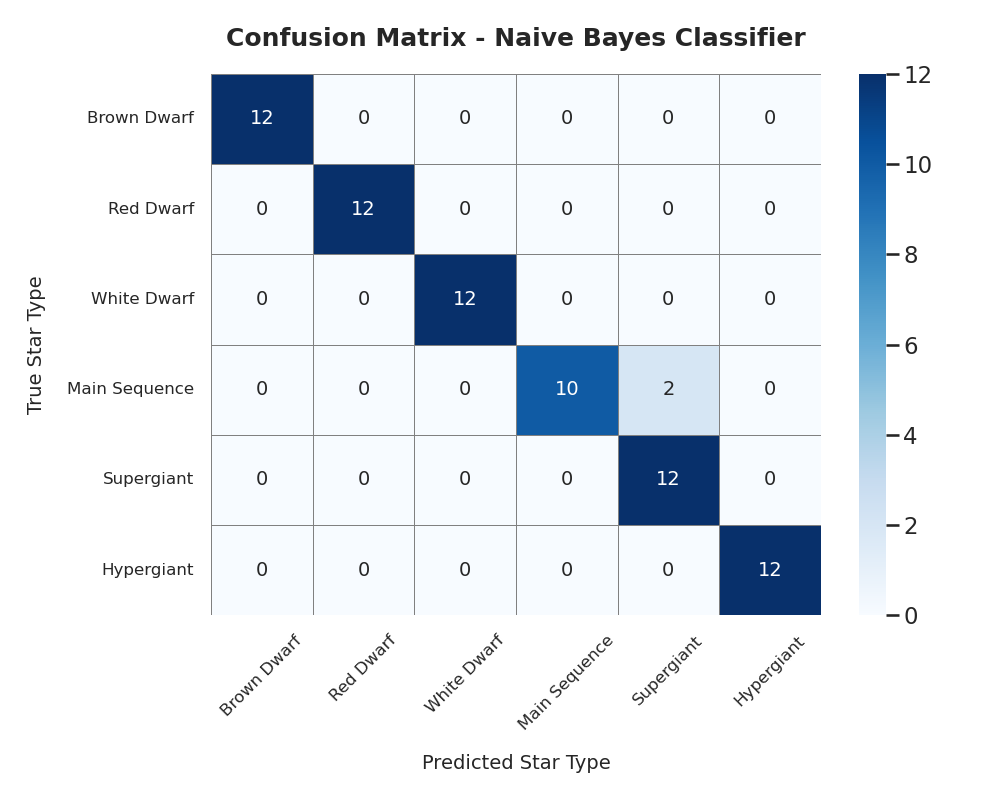 Confusion Matrix - Naive Bayes Classifier
True Star Type
Brown Dwarf 12 0 0 0 0 0
Red Dwarf 0 12 0 0 0 0
White Dwarf 0 0 12 0 0 0
Main Sequence 0 0 0 10 2 0
Supergiant 0 0 0 0 12 0
Hypergiant 0 0 0 0 0 12
Brown Dwarf Red Dwarf White Dwarf Main Sequence Supergiant Hypergiant
Predicted Star Type
12
10
8
6
4
2
0